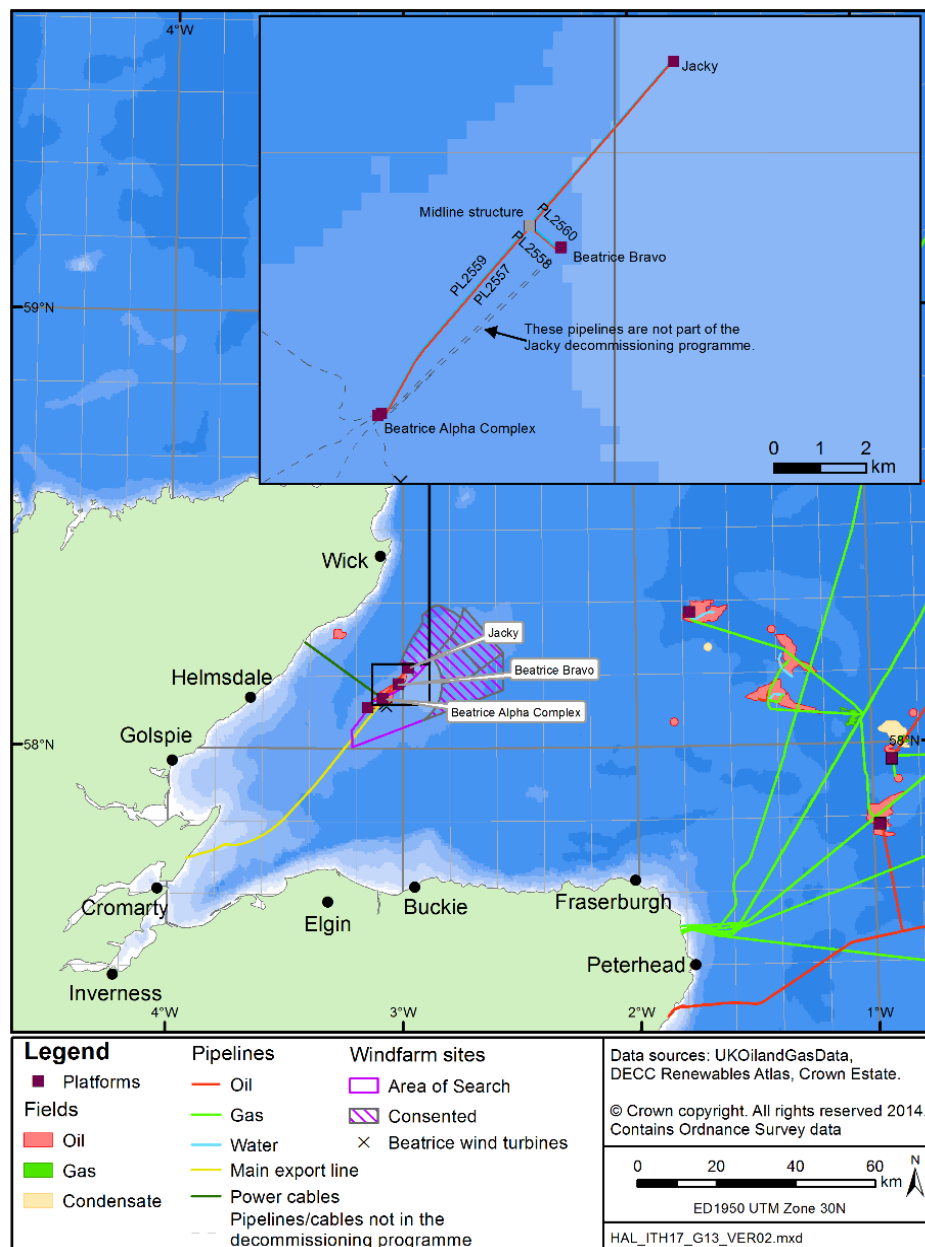 4°W
Jacky
Midline structure
PL2560
Beatrice Bravo
PL2558
PL2559
PL2557
59°N
These pipelines are not part of the
Jacky decommissioning programme.
Beatrice Alpha Complex
0 1 2
km
Wick
Jacky
Beatrice Bravo
Helmsdale
Beatrice Alpha Complex
58°N
58°N
Golspie
Cromarty
Elgin
Buckie
Fraserburgh
Peterhead
Inverness
4°W
3°W
2°W
1°W
Legend
Platforms
Fields
Oil
Gas
Condensate
Pipelines
Oil
Gas
Water
Main export line
Power cables
Pipelines/cables not in the
decommissioning programme
Windfarm sites
Area of Search
Consented
Beatrice wind turbines
Data sources: UKOilandGasData,
DECC Renewables Atlas, Crown Estate.
© Crown copyright. All rights reserved 2014.
Contains Ordnance Survey data
0 20 40 60
km
N
ED1950 UTM Zone 30N
HAL_ITH17_G13_VER02.mxd